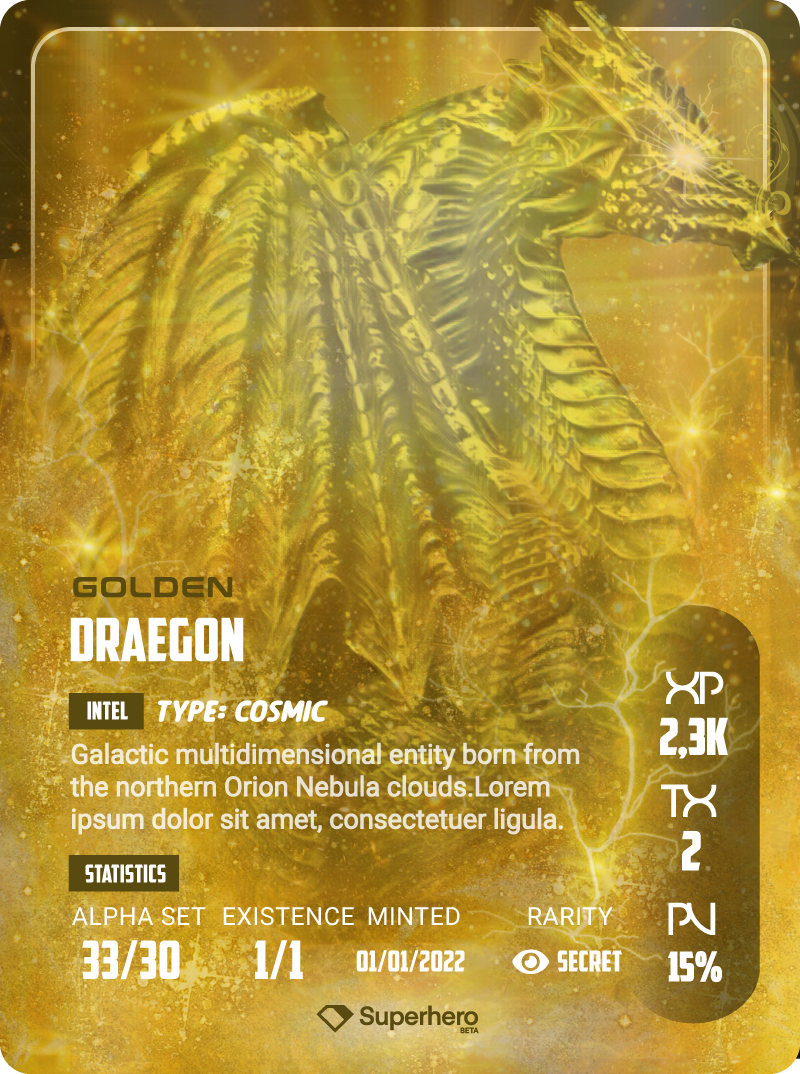 GOLDEN
DRAEGON
INTEL TYPE: COSMIC
Galactic multidimensional entity born from
the northern Orion Nebula clouds.Lorem
ipsum dolor sit amet, consectetuer ligula.
STATISTICS
ALPHA SET EXISTENCE MINTED RARITY
33/30 1/1 01/01/2022 SECRET
XP
2,3K
TX
2
PV
15%
Superhero
BETA